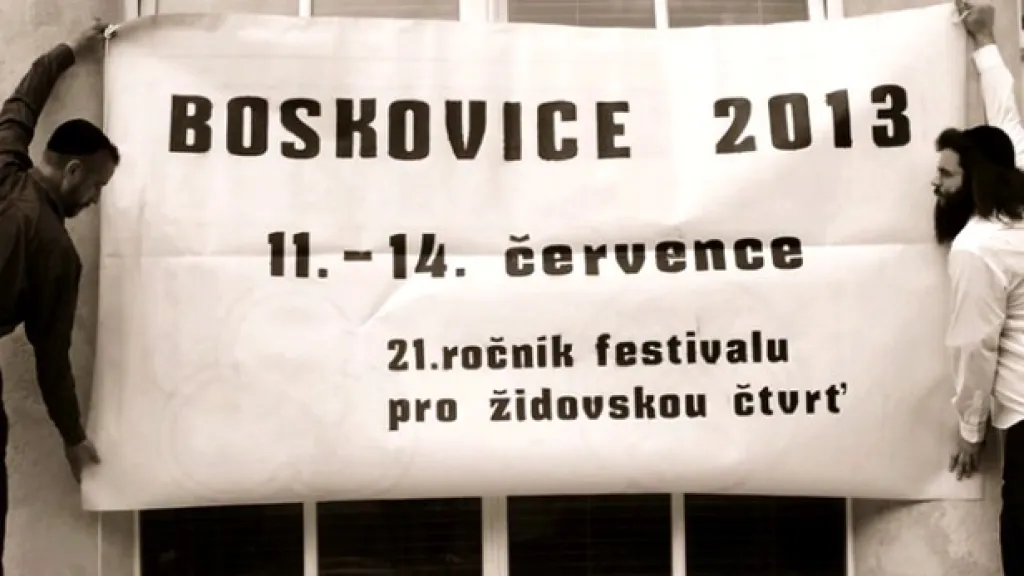 BOSKOVICE 2013
11. - 14. července
21.ročník festivalu
pro židovskou čtvrť